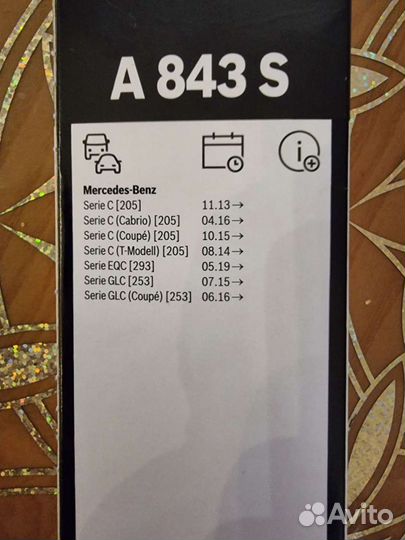 A 843 S
Mercedes-Benz
Serie C [205] 11.13→
Serie C (Cabrio) [205] 04.16→
Serie C (Coupé) [205] 10.15→
Serie C (T-Modell) [205] 08.14→
Serie EQC [293] 05.19→
Serie GLC [253] 07.15→
Serie GLC (Coupé) [253] 06.16→
Avito